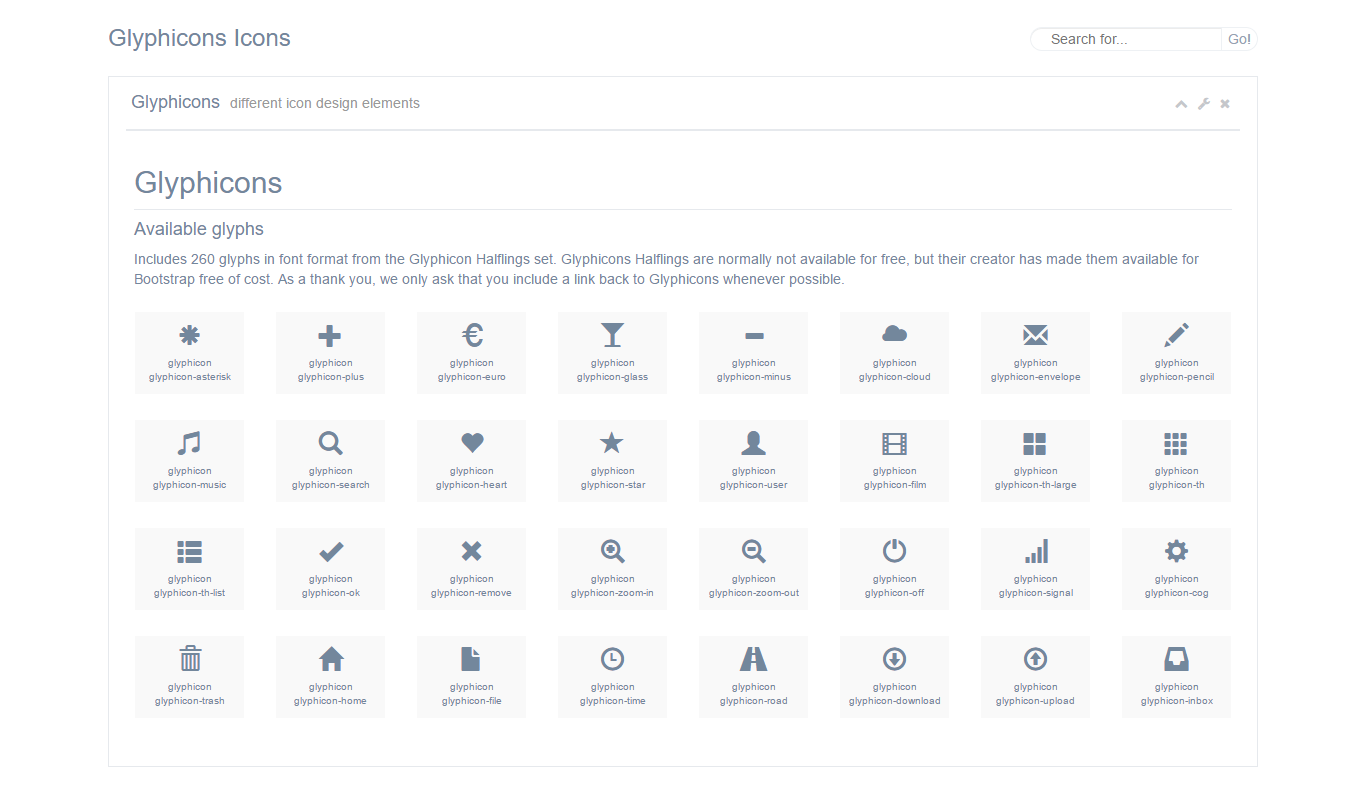 Glyphicons Icons
Search for...
Go!
Glyphicons different icon design elements
Glyphicons
Available glyphs
Includes 260 glyphs in font format from the Glyphicon Halflings set. Glyphicons Halflings are normally not available for free, but their creator has made them available for
Bootstrap free of cost. As a thank you, we only ask that you include a link back to Glyphicons whenever possible.
glyphicon
glyphicon-asterisk
glyphicon
glyphicon-plus
glyphicon
glyphicon-euro
glyphicon
glyphicon-glass
glyphicon
glyphicon-minus
glyphicon
glyphicon-cloud
glyphicon
glyphicon-envelope
glyphicon
glyphicon-pencil
glyphicon
glyphicon-music
glyphicon
glyphicon-search
glyphicon
glyphicon-heart
glyphicon
glyphicon-star
glyphicon
glyphicon-user
glyphicon
glyphicon-film
glyphicon
glyphicon-th-large
glyphicon
glyphicon-th
glyphicon
glyphicon-th-list
glyphicon
glyphicon-ok
glyphicon
glyphicon-remove
glyphicon
glyphicon-zoom-in
glyphicon
glyphicon-zoom-out
glyphicon
glyphicon-off
glyphicon
glyphicon-signal
glyphicon
glyphicon-cog
glyphicon
glyphicon-trash
glyphicon
glyphicon-home
glyphicon
glyphicon-file
glyphicon
glyphicon-time
glyphicon
glyphicon-road
glyphicon
glyphicon-download
glyphicon
glyphicon-upload
glyphicon
glyphicon-inbox